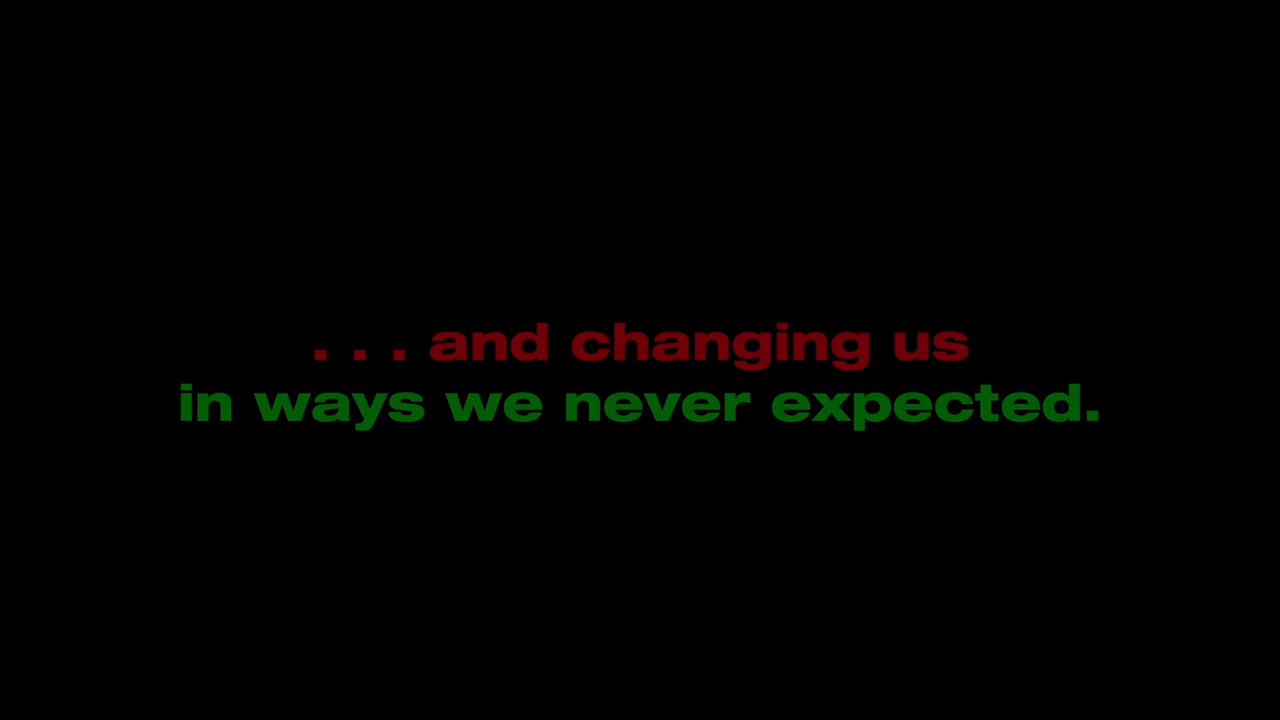 . . . and changing us
in ways we never expected.